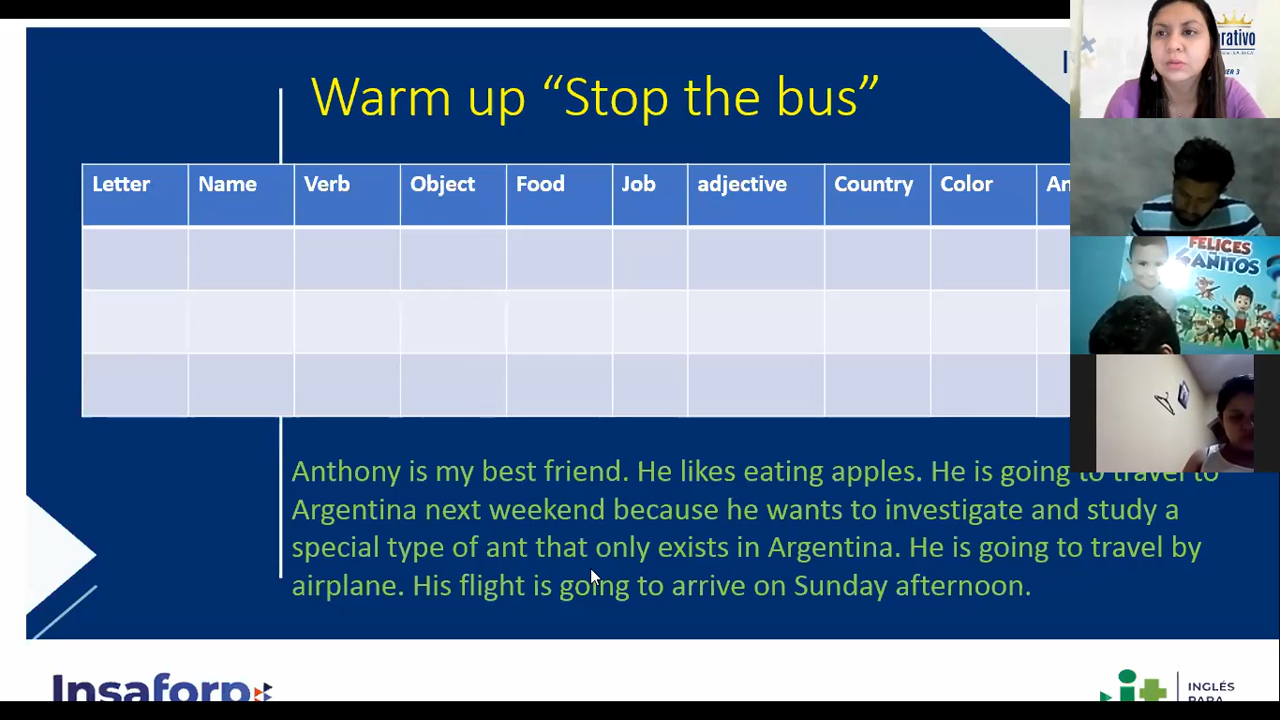 Warm up “Stop the bus”
Letter Name Verb Object Food Job adjective Country Color
Anthony is my best friend. He likes eating apples. He is going to travel to
Argentina next weekend because he wants to investigate and study a
special type of ant that only exists in Argentina. He is going to travel by
airplane. His flight is going to arrive on Sunday afternoon.
Insaforp
INGLÉS
PARA
FELICES
AÑITOS